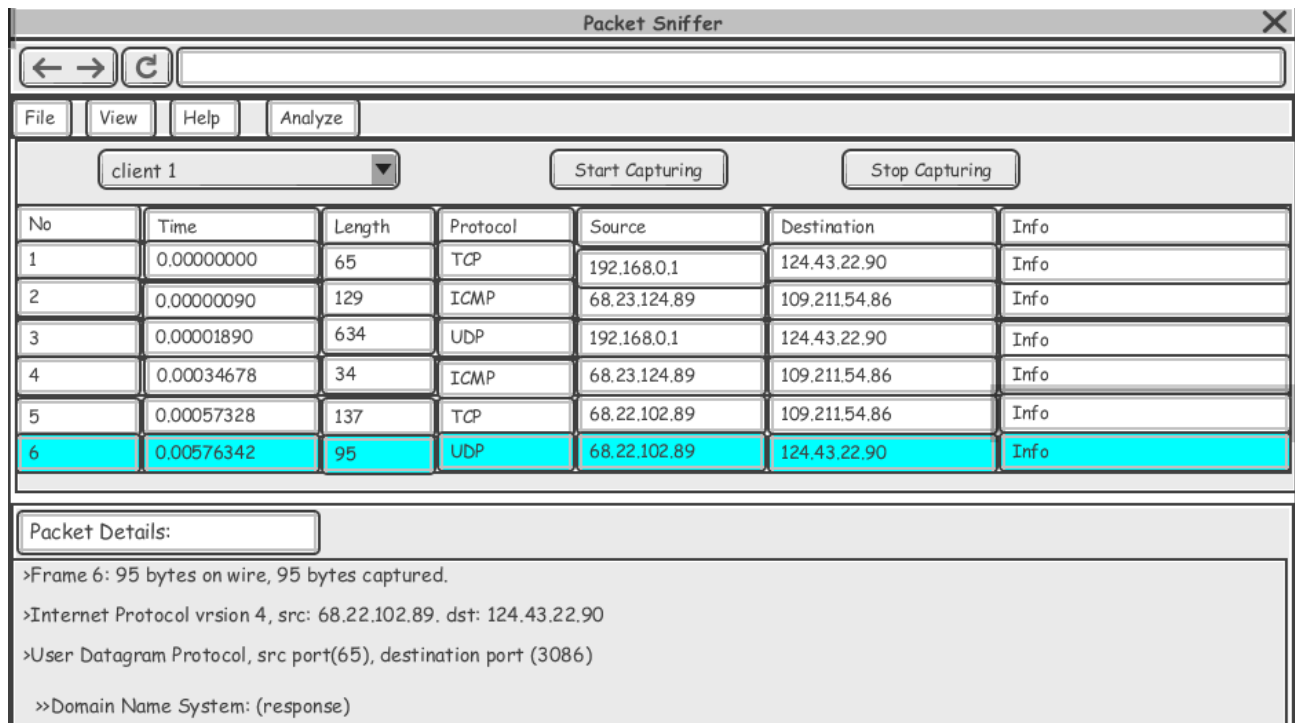 Packet Sniffer
File View Help Analyze
client 1 Start Capturing Stop Capturing
No Time Length Protocol Source Destination Info
1 0.00000000 65 TCP 192.168.0.1 124.43.22.90 Info
2 0.00000090 129 ICMP 68.23.124.89 109.211.54.86 Info
3 0.00001890 634 UDP 192.168.0.1 124.43.22.90 Info
4 0.00034678 34 ICMP 68.23.124.89 109.211.54.86 Info
5 0.00057328 137 TCP 68.22.102.89 109.211.54.86 Info
6 0.00576342 95 UDP 68.22.102.89 124.43.22.90 Info
Packet Details:
>Frame 6: 95 bytes on wire, 95 bytes captured.
>Internet Protocol vrsion 4, src: 68.22.102.89. dst: 124.43.22.90
>User Datagram Protocol, src port(65), destination port (3086)
>>Domain Name System: (response)